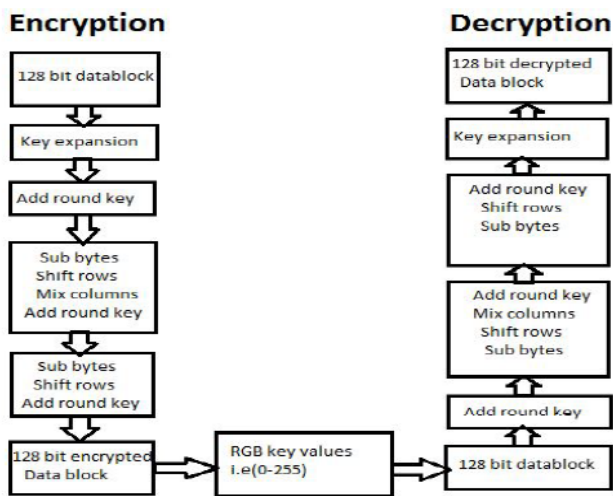 Encryption
128 bit datablock
Key expansion
Add round key
Sub bytes
Shift rows
Mix columns
Add round key
Sub bytes
Shift rows
Add round key
128 bit encrypted
Data block
RGB key values
i.e(0-255)
Decryption
128 bit decrypted
Data block
Key expansion
Add round key
Shift rows
Sub bytes
Add round key
Mix columns
Shift rows
Sub bytes
Add round key
128 bit datablock